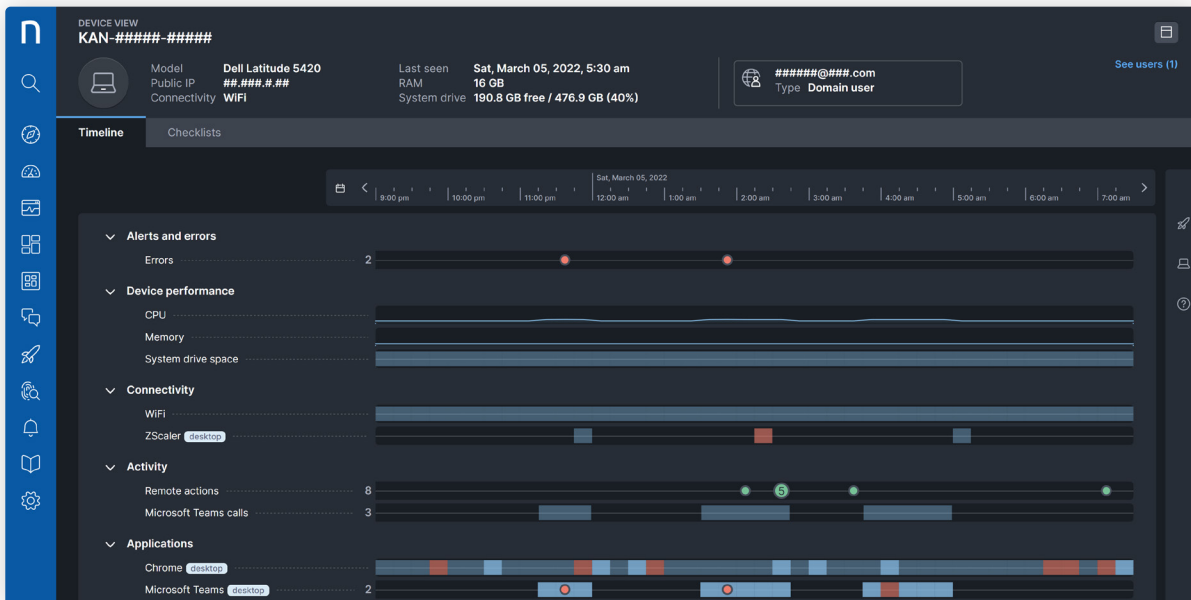 n
DEVICE VIEW
KAN-#####-#####
Model Dell Latitude 5420
Public IP ##.###.#.##
Connectivity WiFi
Last seen Sat, March 05, 2022, 5:30 am
RAM 16 GB
System drive 190.8 GB free / 476.9 GB (40%)
######@###.com
Type Domain user
See users (1)
Timeline Checklists
Sat, March 05, 2022
9:00 pm 10:00 pm 11:00 pm 12:00 am 1:00 am 2:00 am 3:00 am 4:00 am 5:00 am 6:00 am 7:00 am
Alerts and errors
Errors 2
Device performance
CPU
Memory
System drive space
Connectivity
WiFi
ZScaler desktop
Activity
Remote actions 8 5
Microsoft Teams calls 3
Applications
Chrome desktop
Microsoft Teams desktop 2